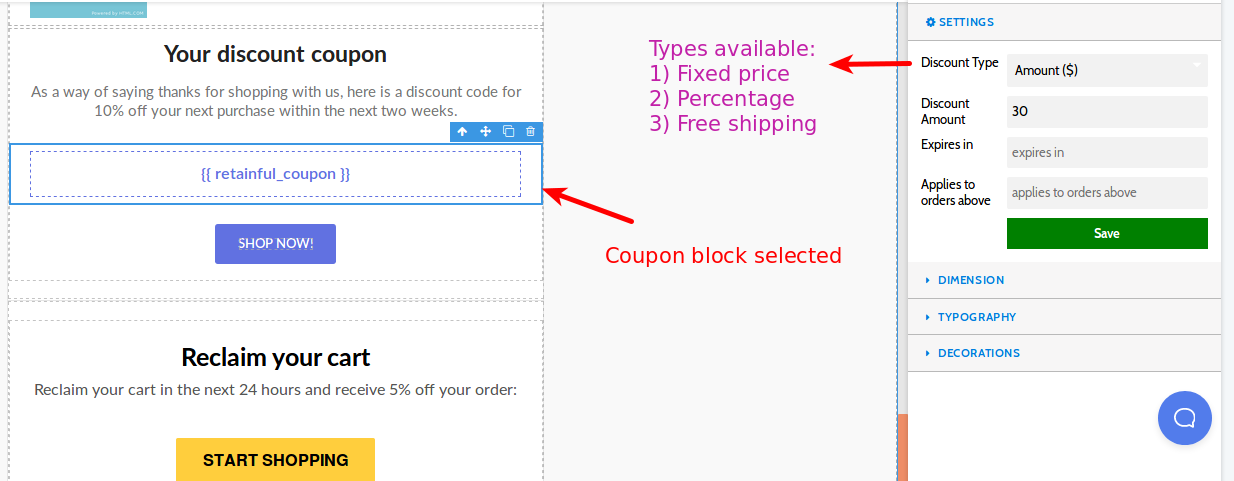 Powered by HTML.COM
Your discount coupon
As a way of saying thanks for shopping with us, here is a discount code for
10% off your next purchase within the next two weeks.
{{ retainful_coupon }}
SHOP NOW!
Reclaim your cart
Reclaim your cart in the next 24 hours and receive 5% off your order:
START SHOPPING
Types available:
1) Fixed price
2) Percentage
3) Free shipping
Coupon block selected
SETTINGS
Discount Type
Amount ($)
Discount
Amount
30
Expires in
expires in
Applies to
orders above
applies to orders above
Save
DIMENSION
TYPOGRAPHY
DECORATIONS